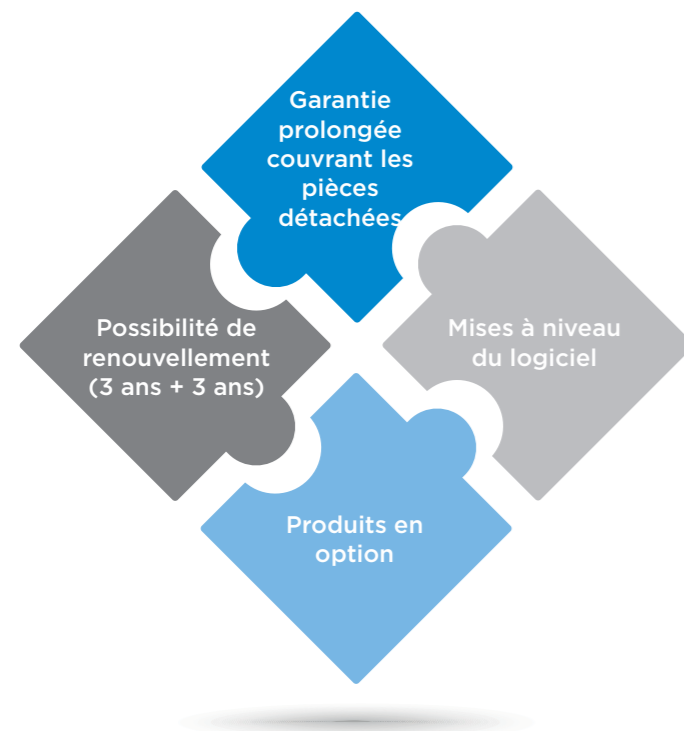 Garantie
prolongée
couvrant les
pièces
détachées
Possibilité de
renouvellement
(3 ans + 3 ans)
Mises à niveau
du logiciel
Produits en
option